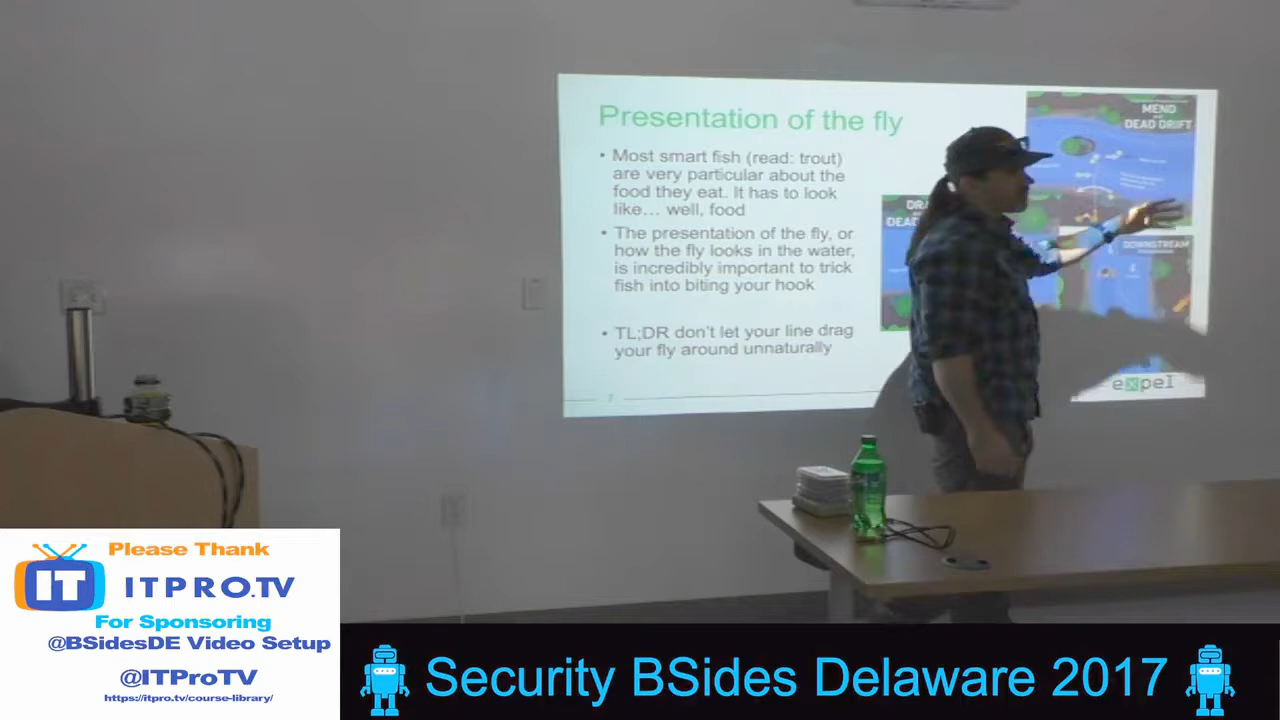 Presentation of the fly
• Most smart fish (read: trout)
are very particular about the
food they eat. It has to look
like… well, food
• The presentation of the fly, or
how the fly looks in the water,
is incredibly important to trick
fish into biting your hook
• TL;DR don't let your line drag
your fly around unnaturally
7
MEND
DEAD DRIFT
DEAD
DOWNSTREAM
expel
Please Thank
IT
ITPRO.TV
For Sponsoring
@BSidesDE Video Setup
@ITProTV
https://itpro.tv/course-library/
Security BSides Delaware 2017